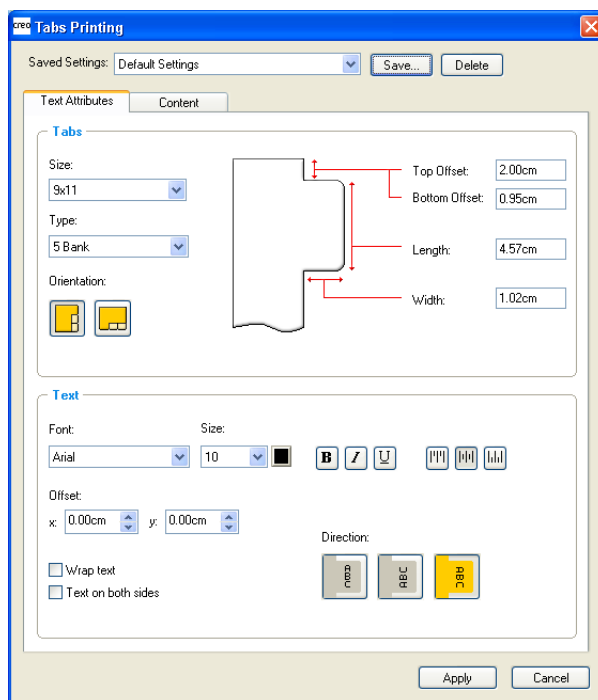 creo Tabs Printing
Saved Settings: Default Settings Save... Delete
Text Attributes Content
Tabs
Size:
9x11
Type:
5 Bank
Orientation:
Top Offset: 2.00cm
Bottom Offset: 0.95cm
Length: 4.57cm
Width: 1.02cm
Text
Font: Size:
Arial 10 B I U
Offset:
x: 0.00cm y: 0.00cm
Direction:
Wrap text
Text on both sides
ABC ABC ABC
Apply Cancel